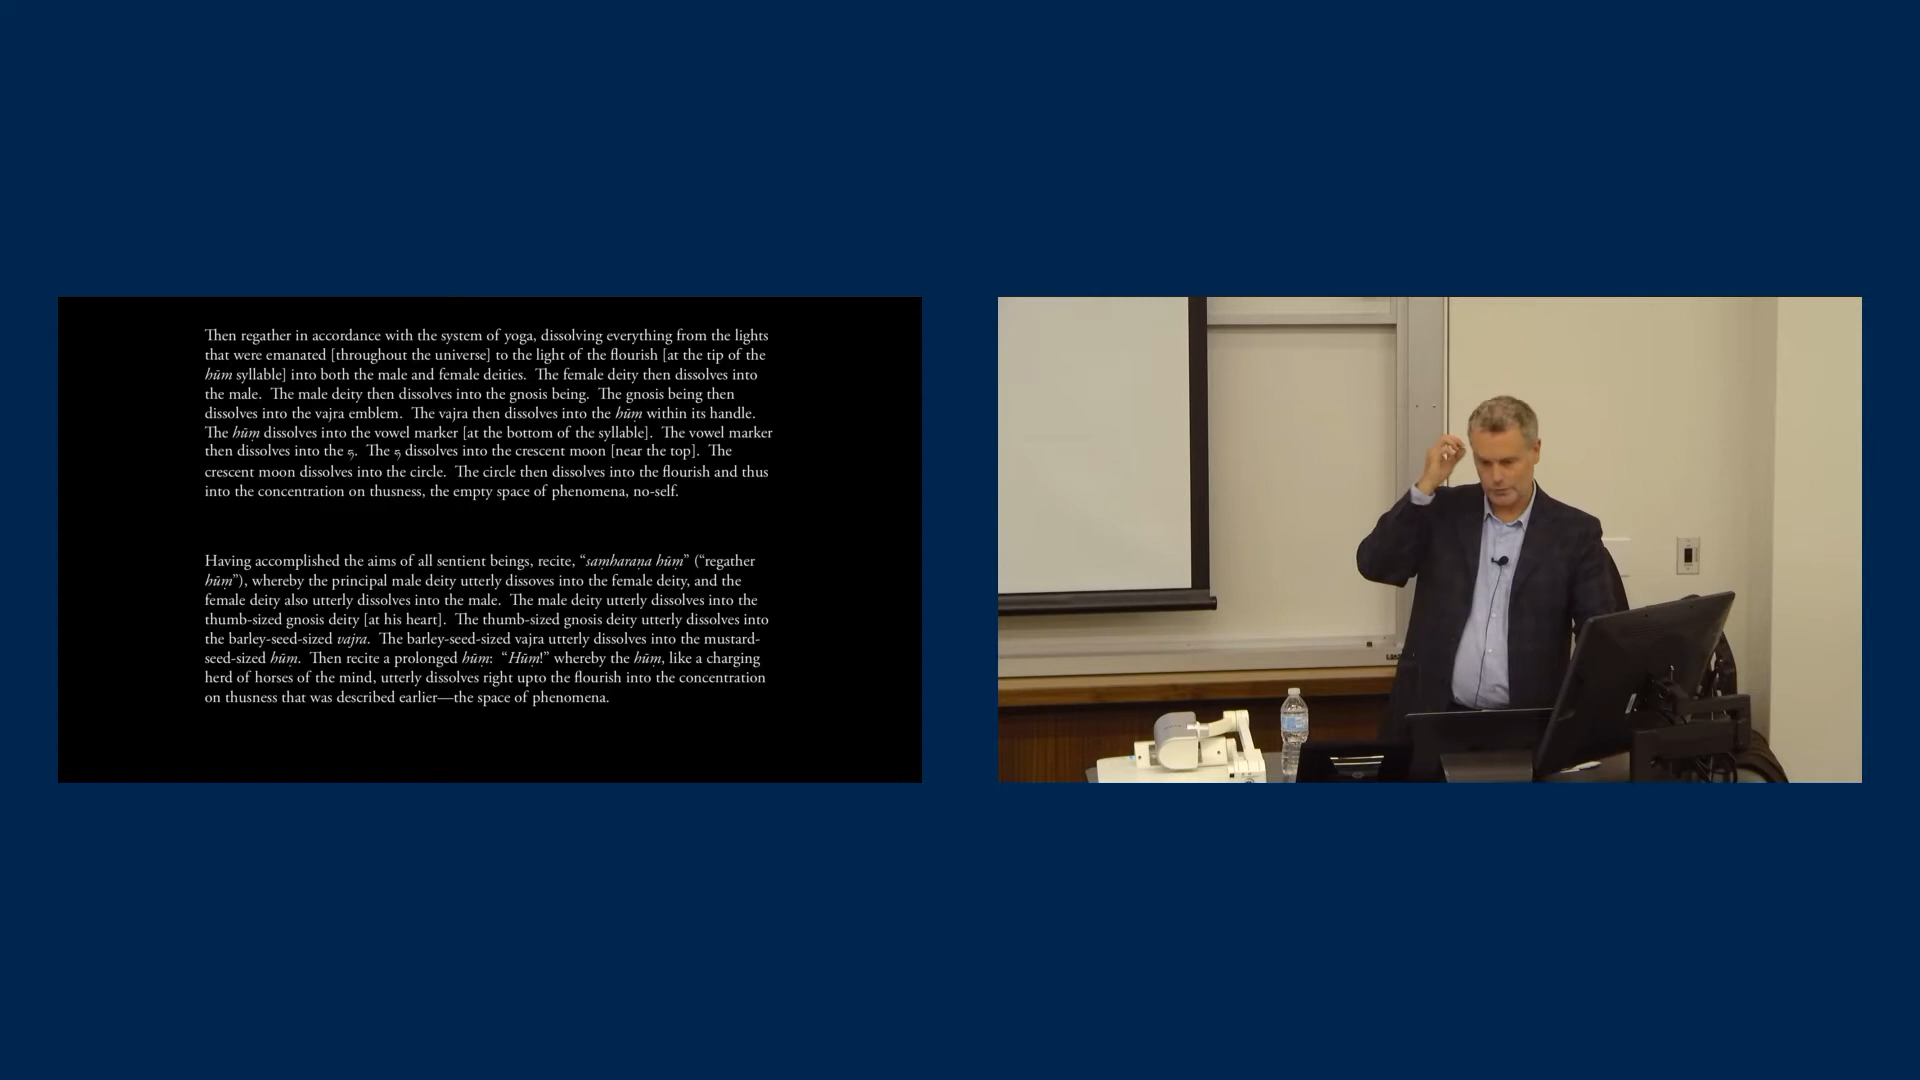 Then regather in accordance with the system of yoga, dissolving everything from the lights
that were emanated [throughout the universe] to the light of the flourish [at the tip of the
hūṃ syllable] into both the male and female deities. The female deity then dissolves into
the male. The male deity then dissolves into the gnosis being. The gnosis being then
dissolves into the vajra emblem. The vajra then dissolves into the hūṃ within its handle.
The hūṃ dissolves into the vowel marker [at the bottom of the syllable]. The vowel marker
then dissolves into the . The dissolves into the crescent moon [near the top]. The
crescent moon dissolves into the circle. The circle then dissolves into the flourish and thus
into the concentration on thusness, the empty space of phenomena, no-self.
Having accomplished the aims of all sentient beings, recite, “saṃharaṇa hūṃ” (“regather
hūṃ”), whereby the principal male deity utterly dissoves into the female deity, and the
female deity also utterly dissolves into the male. The male deity utterly dissolves into the
thumb-sized gnosis deity [at his heart]. The thumb-sized gnosis deity utterly dissolves into
the barley-seed-sized vajra. The barley-seed-sized vajra utterly dissolves into the mustard-
seed-sized hūṃ. Then recite a prolonged hūṃ: “Hūṃ!” whereby the hūṃ, like a charging
herd of horses of the mind, utterly dissolves right upto the flourish into the concentration
on thusness that was described earlier—the space of phenomena.